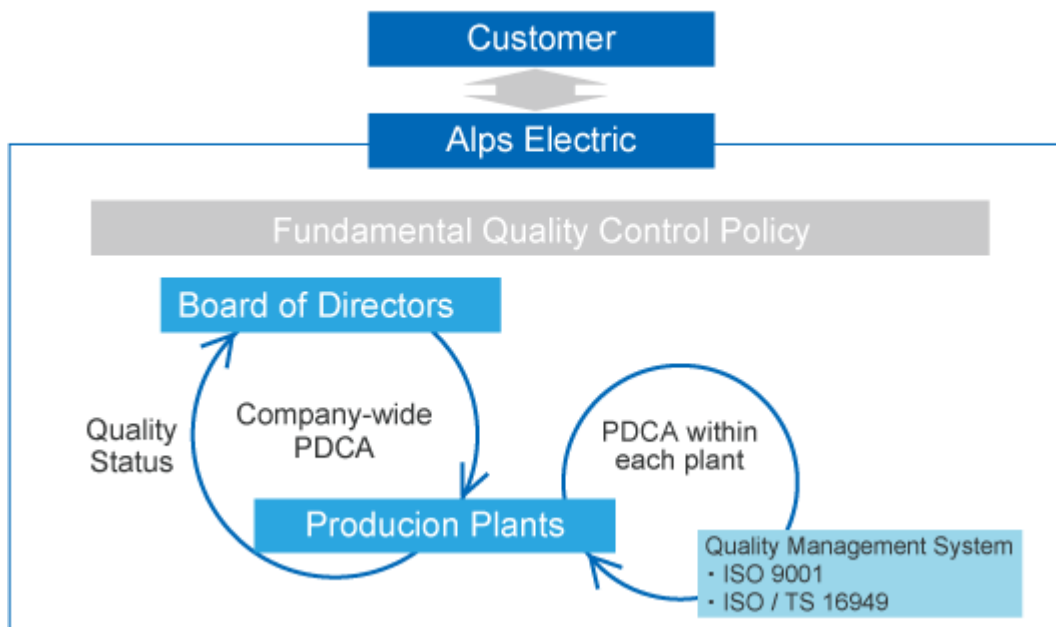 Customer
Alps Electric
Fundamental Quality Control Policy
Board of Directors
Quality
Status
Company-wide
PDCA
PDCA within
each plant
Producion Plants
Quality Management System
・ISO 9001
・ISO / TS 16949